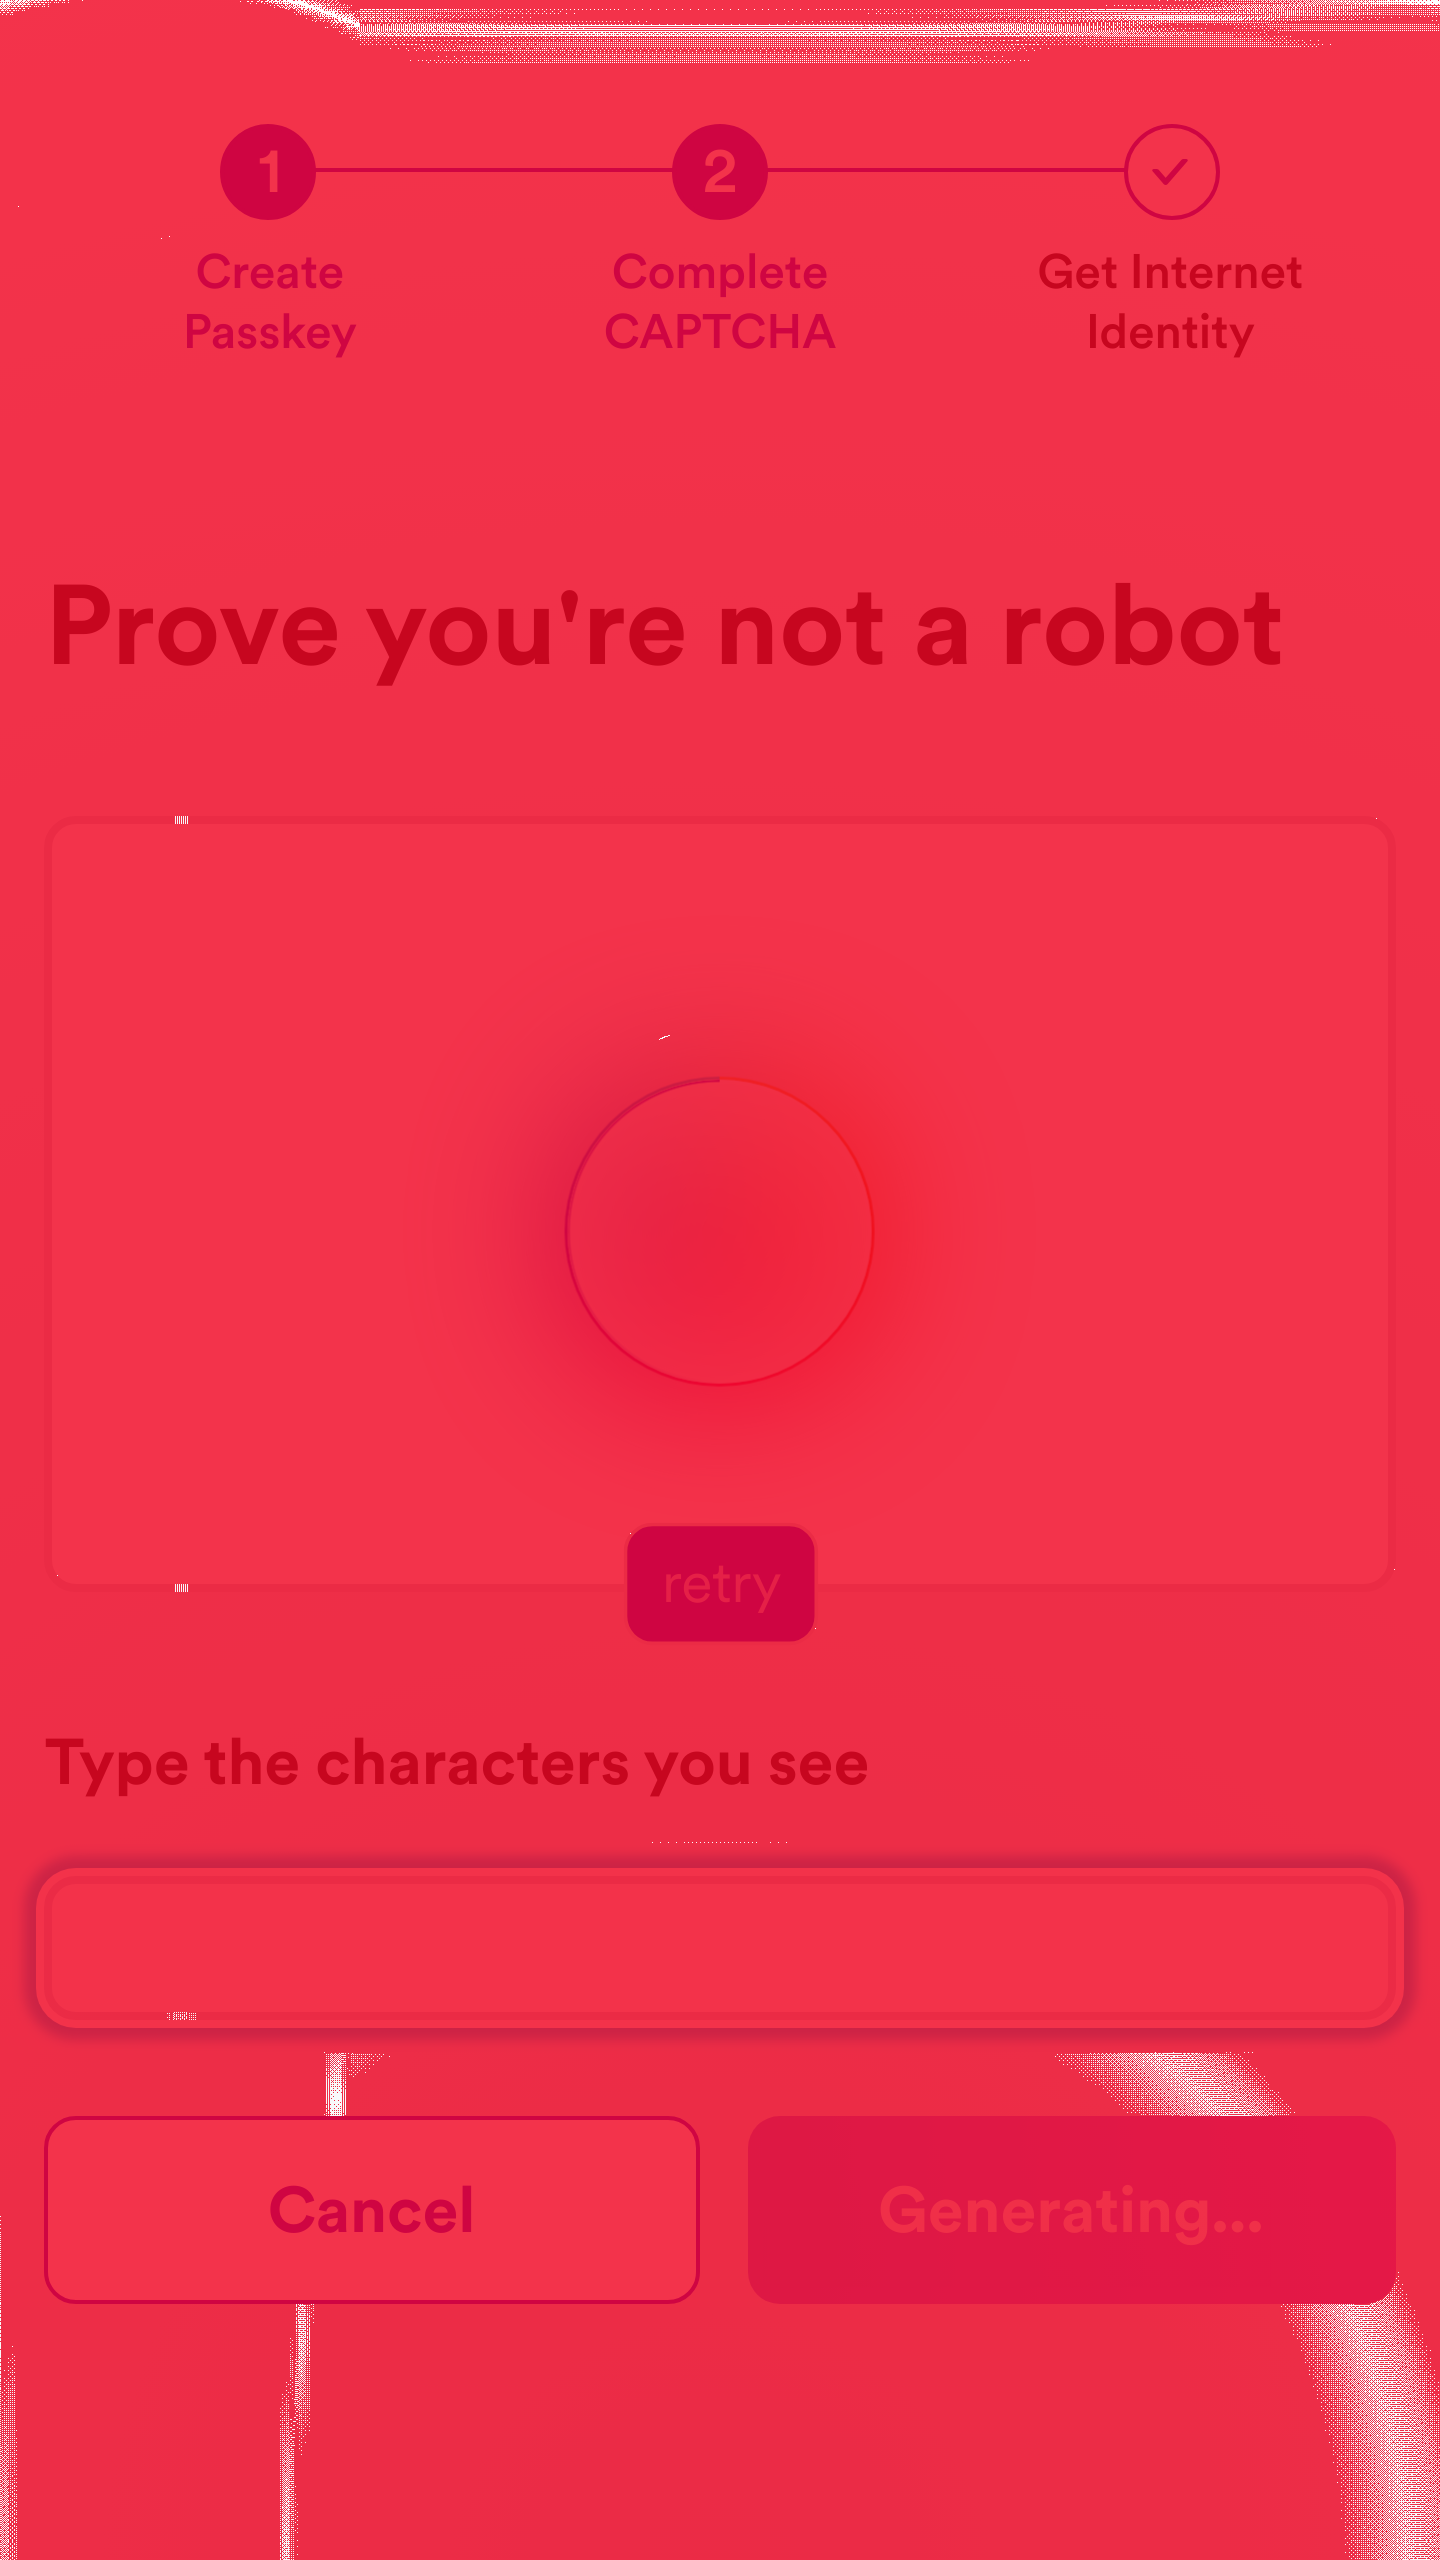 1
2
Create
Passkey
Complete
CAPTCHA
Get Internet
Identity
Prove you're not a robot
retry
Type the characters you see
Cancel
Generating...